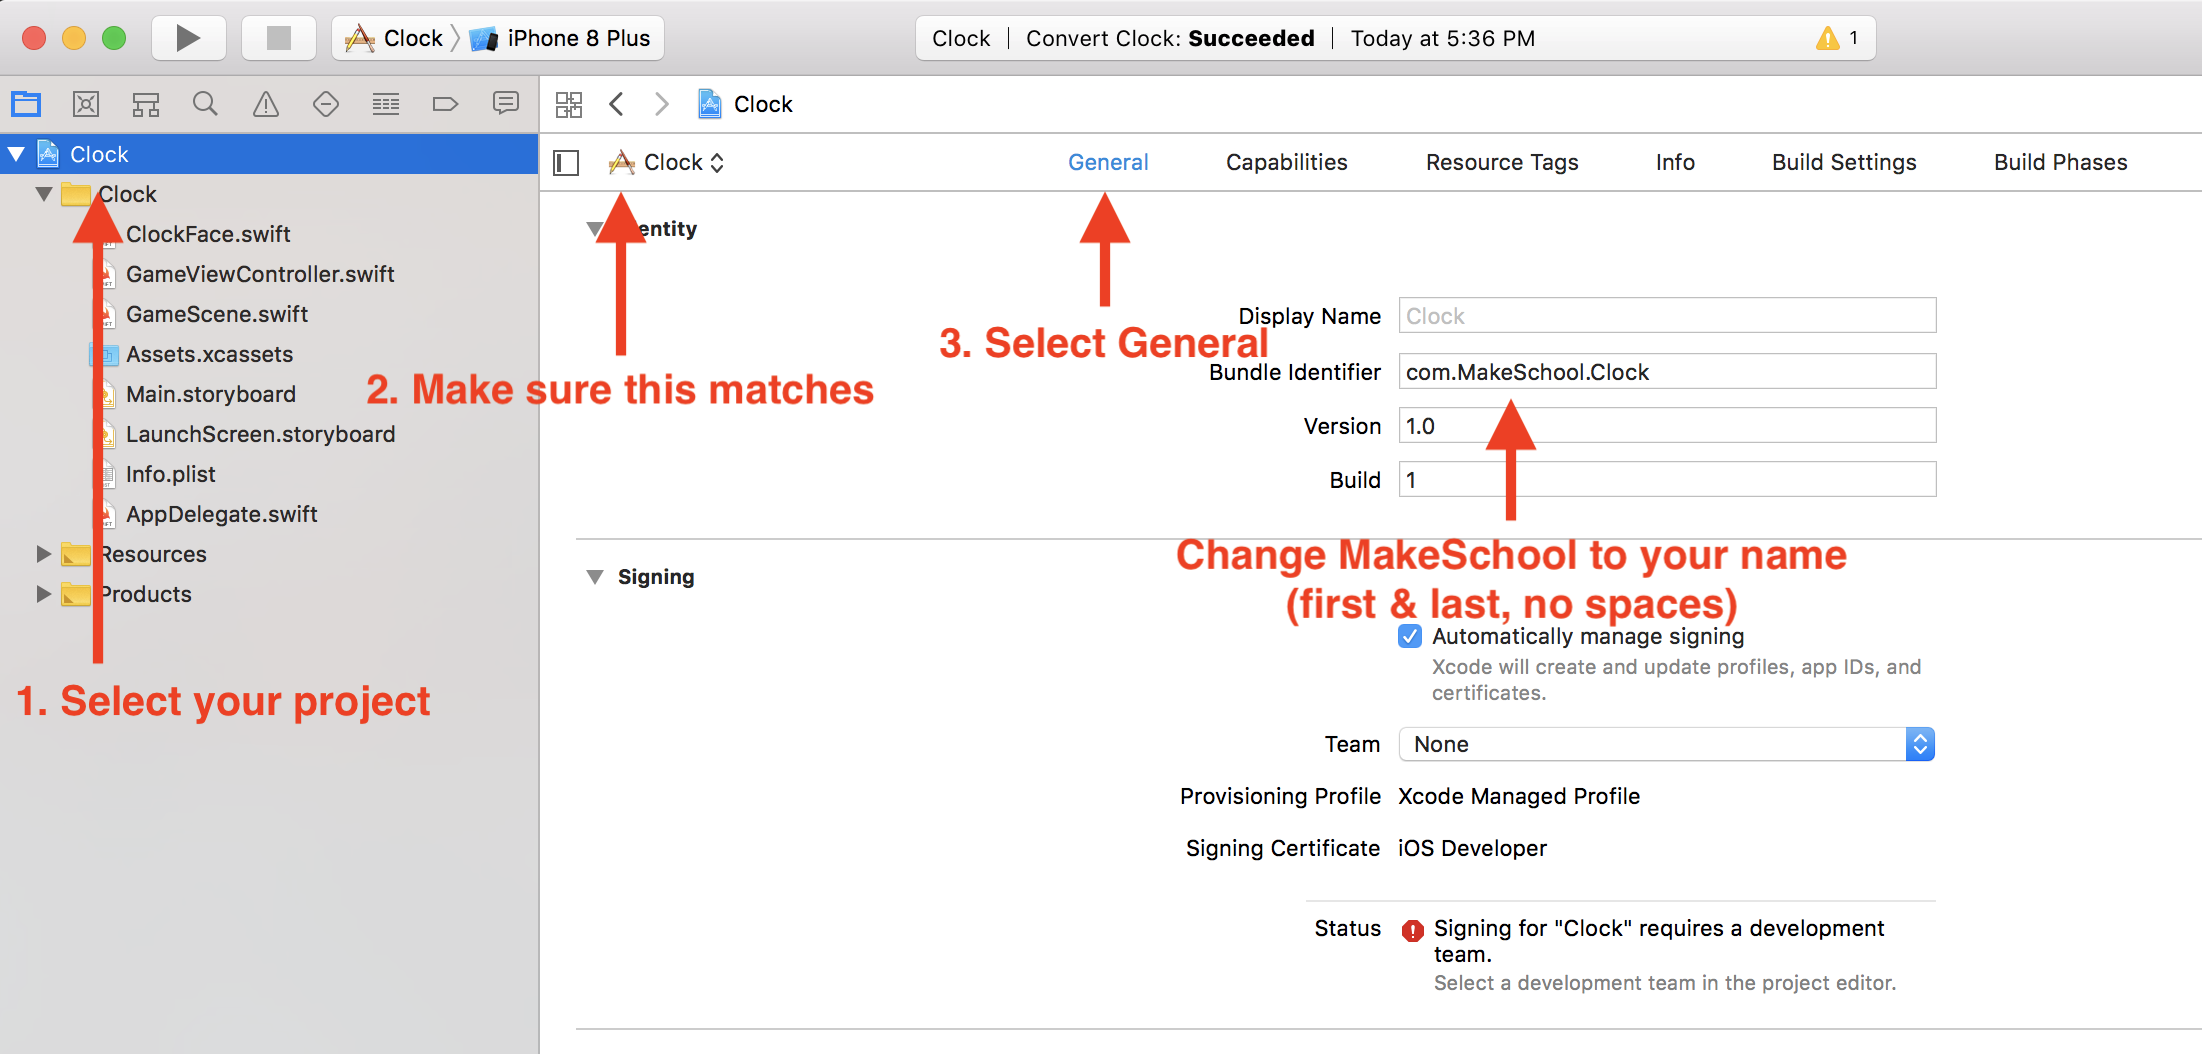 Clock iPhone 8 Plus
Clock | Convert Clock: Succeeded | Today at 5:36 PM 1
Clock
Clock
Clock General Capabilities Resource Tags Info Build Settings Build Phases
Clock
ClockFace.swift
GameViewController.swift
GameScene.swift
Assets.xcassets
Main.storyboard
LaunchScreen.storyboard
Info.plist
AppDelegate.swift
Resources
Products
1. Select your project
2. Make sure this matches
3. Select General
entity
Display Name Clock
Bundle Identifier com.MakeSchool.Clock
Version 1.0
Build 1
Change MakeSchool to your name
(first & last, no spaces)
Signing
Automatically manage signing
Xcode will create and update profiles, app IDs, and
certificates.
Team None
Provisioning Profile Xcode Managed Profile
Signing Certificate iOS Developer
Status Signing for "Clock" requires a development
team.
Select a development team in the project editor.